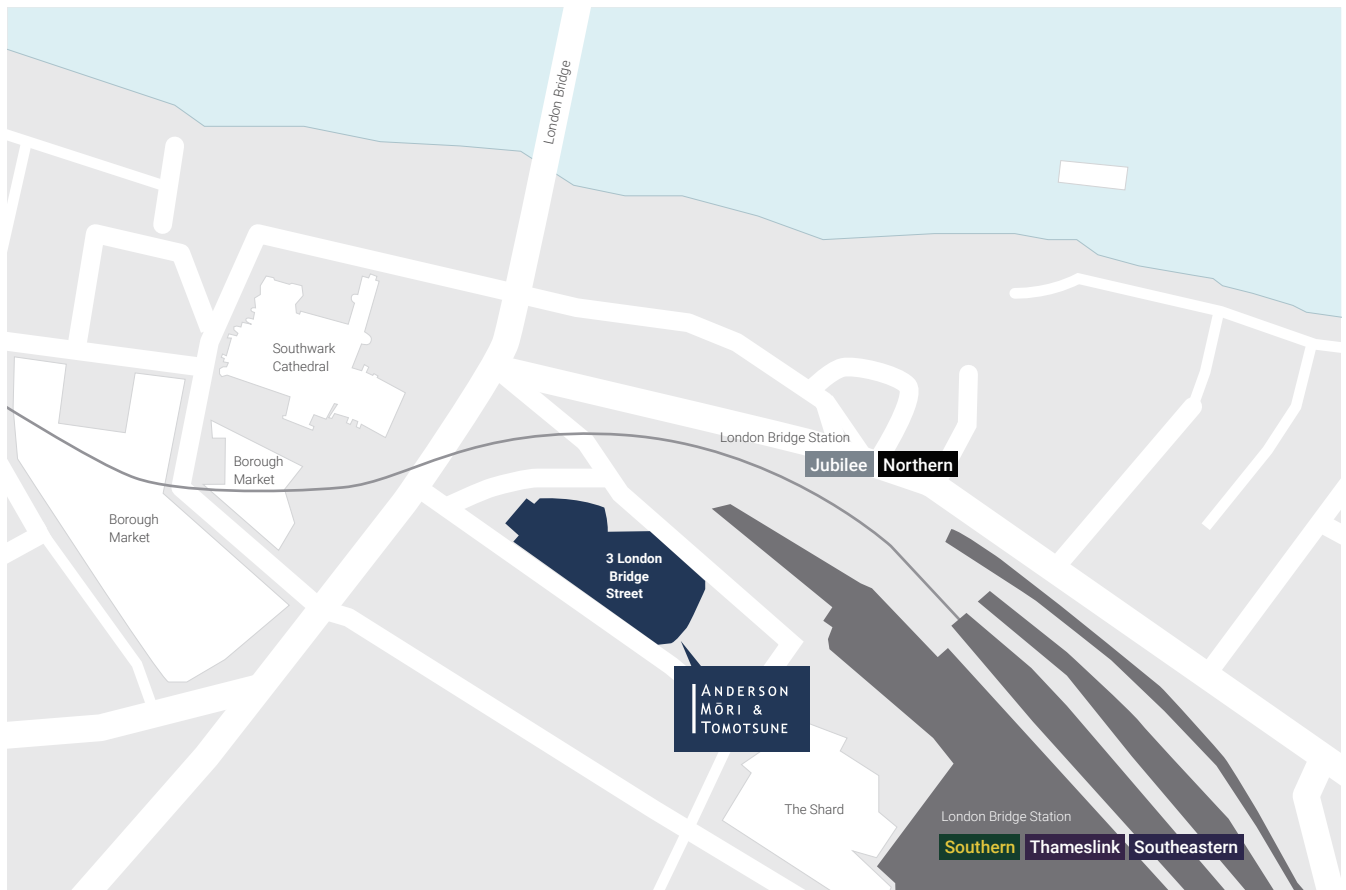 London Bridge
Southwark
Cathedral
London Bridge Station
Jubilee Northern
Borough
Market
Borough
Market
3 London
Bridge
Street
ANDERSON
MŌRI &
TOMOTSUNE
The Shard
London Bridge Station
Southern Thameslink Southeastern